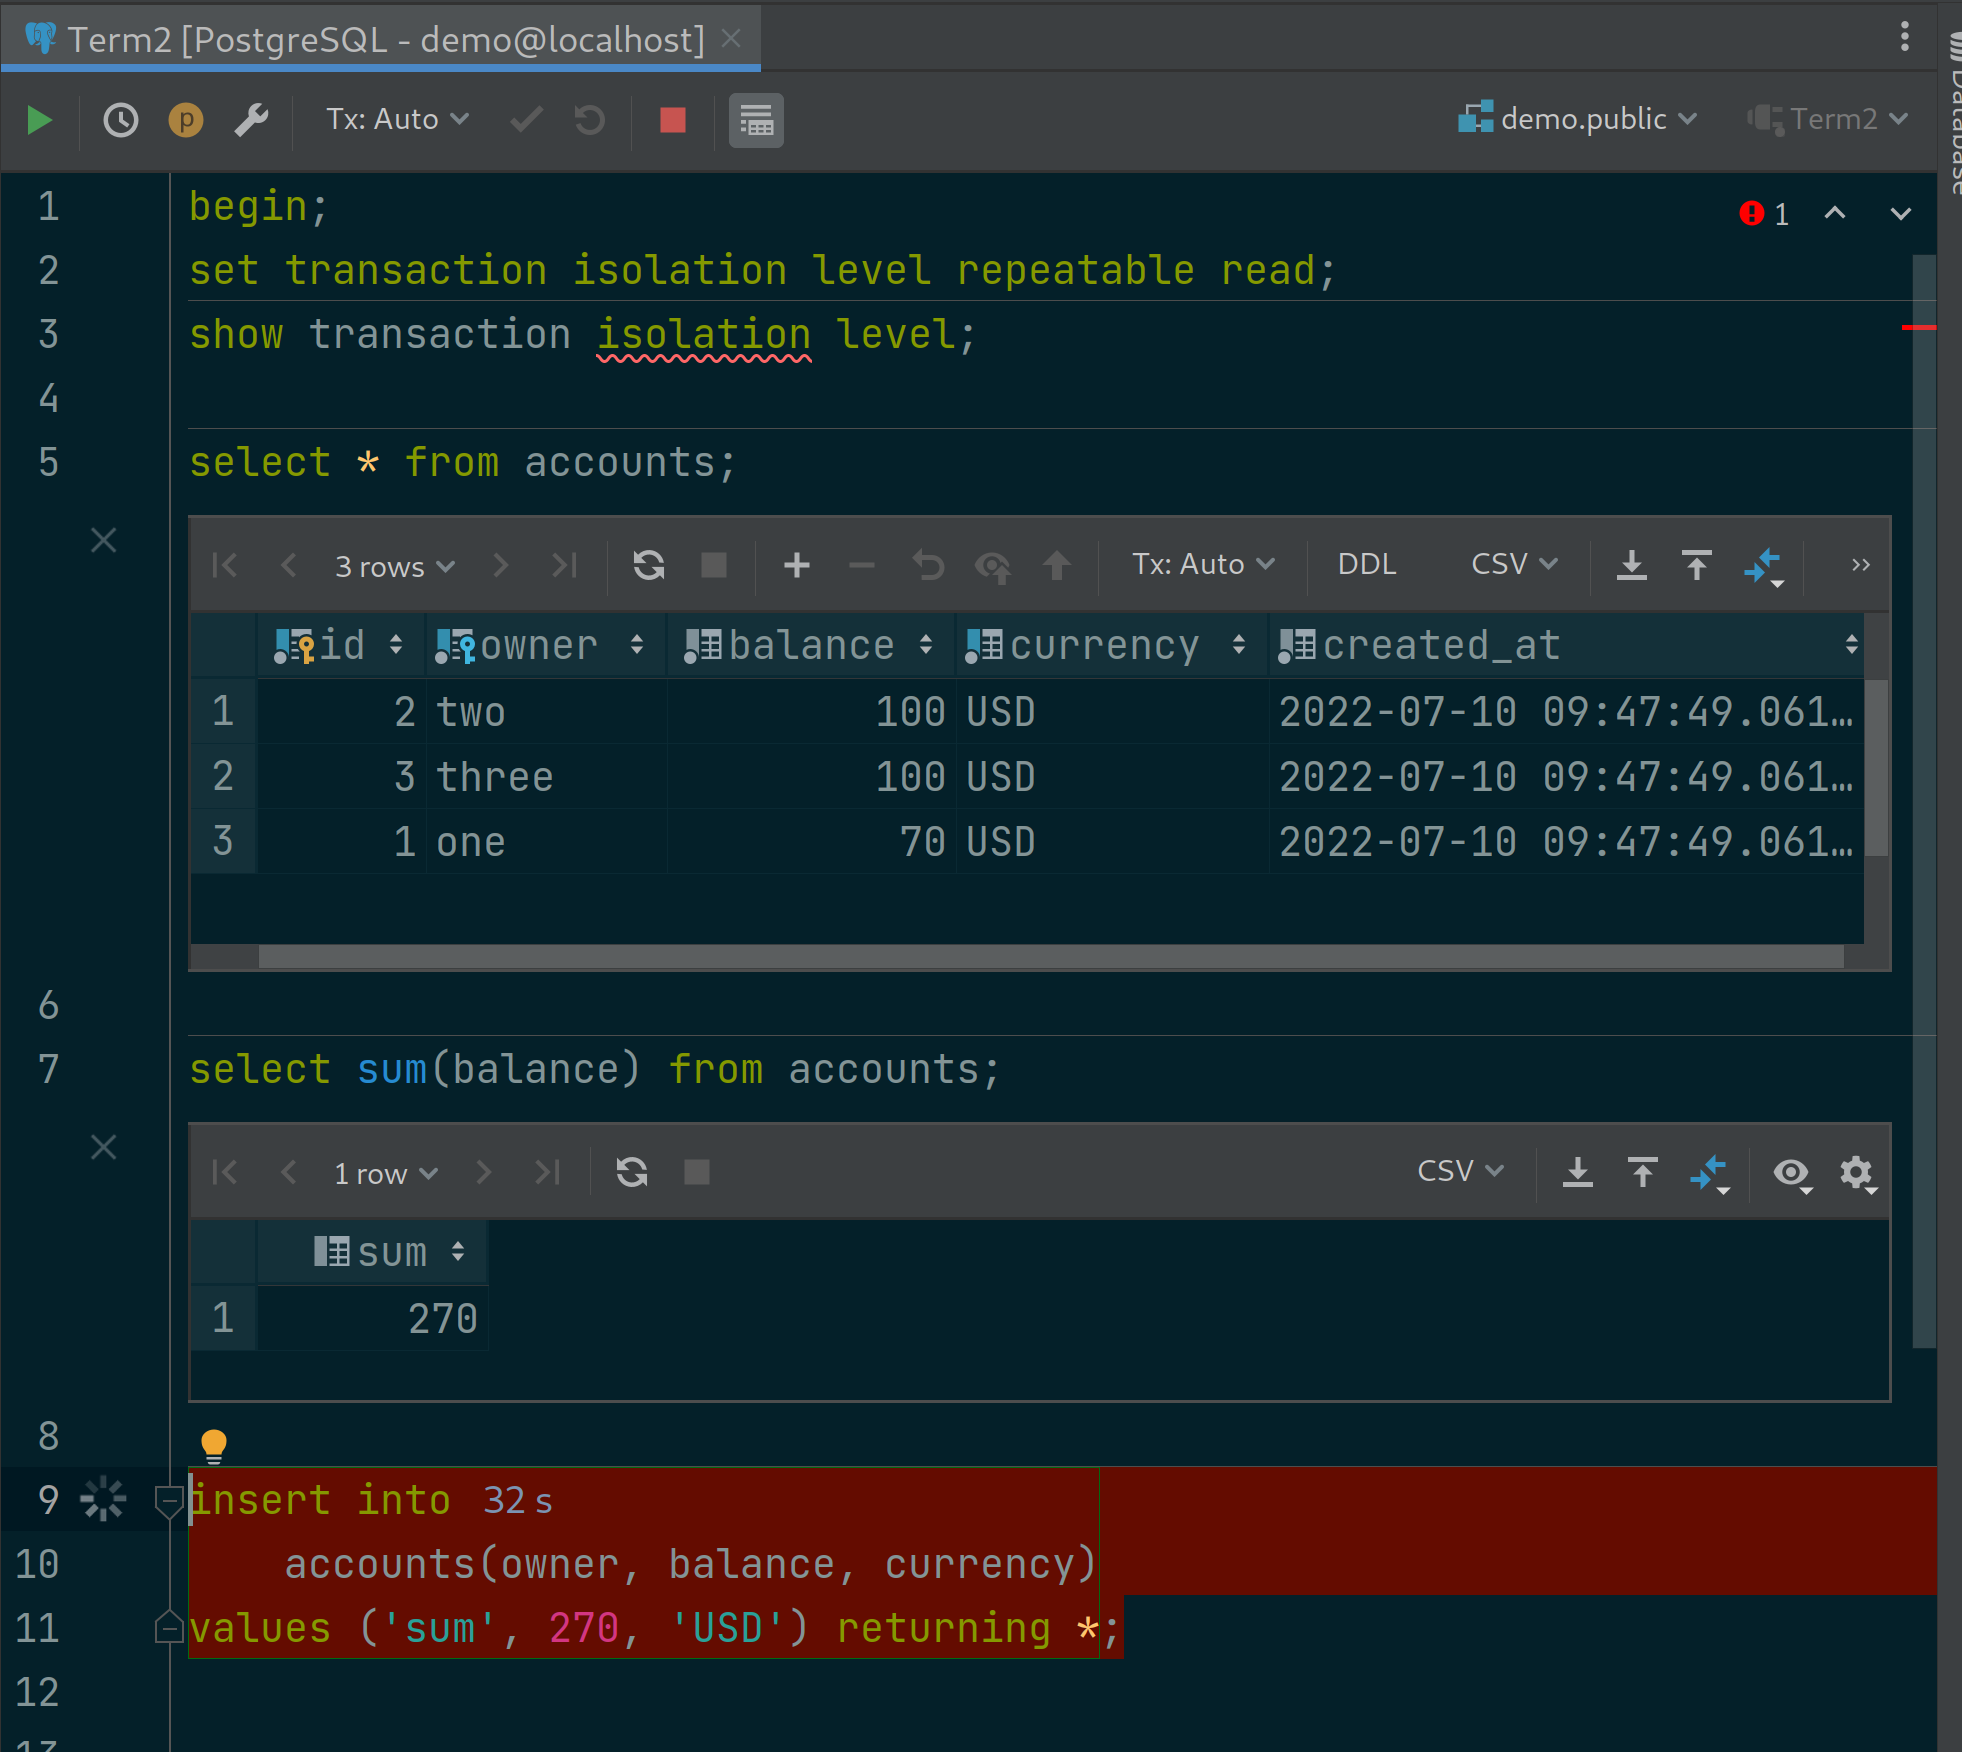 Term2 [PostgreSQL - demo@localhost]
Database
p
Tx: Auto
demo.public
Term2
1 begin;
1
2 set transaction isolation level repeatable read;
3 show transaction isolation level;
4
5 select * from accounts;
3 rows
Tx: Auto
DDL
CSV
id owner balance currency created_at
1 2 two 100 USD 2022-07-10 09:47:49.061…
2 3 three 100 USD 2022-07-10 09:47:49.061…
3 1 one 70 USD 2022-07-10 09:47:49.061…
6
7 select sum(balance) from accounts;
1 row
CSV
sum
1 270
8
9 insert into 32 s
10 accounts(owner, balance, currency)
11 values ('sum', 270, 'USD') returning *;
12
13